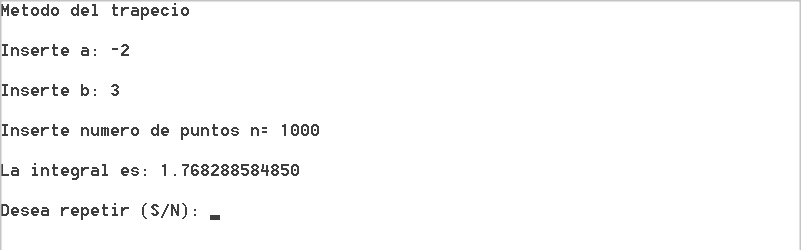 Metodo del trapecio
Inserte a: -2
Inserte b: 3
Inserte numero de puntos n= 1000
La integral es: 1.768288584850
Desea repetir (S/N): _